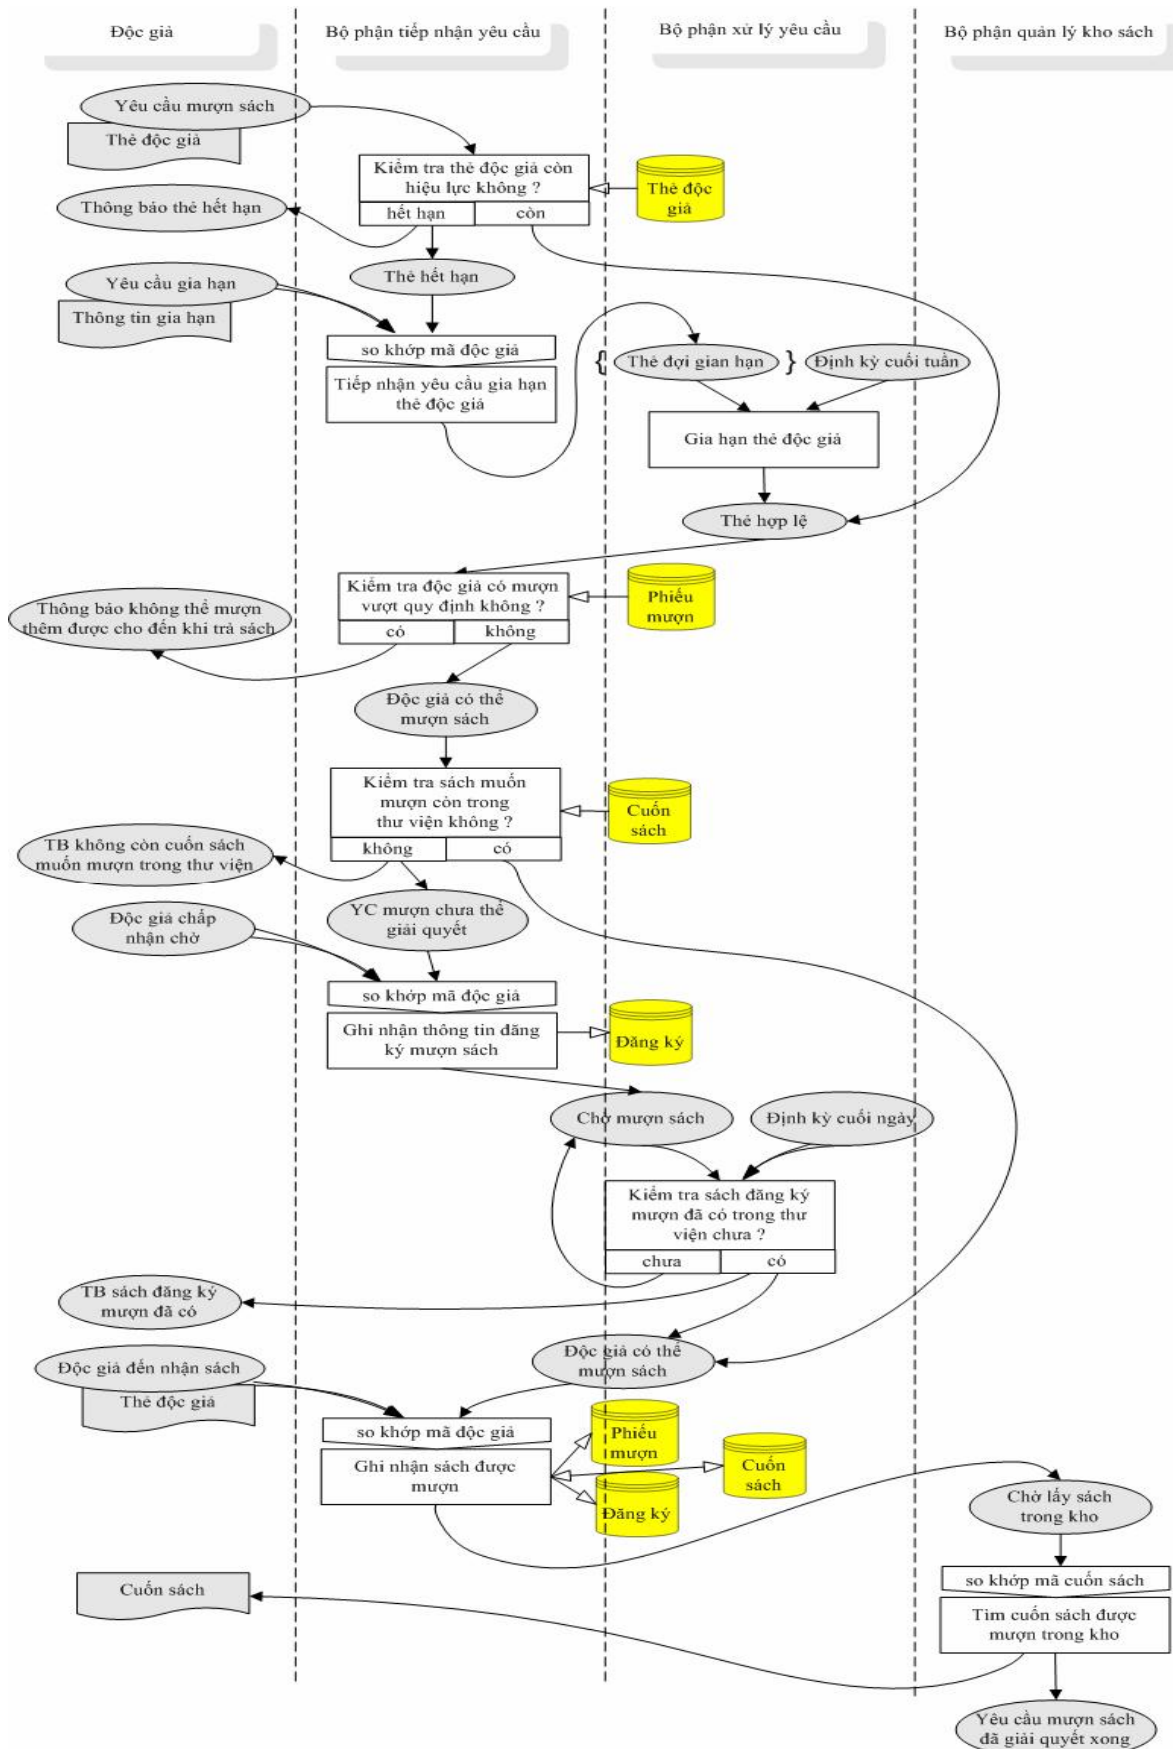 Độc giả
Bộ phận tiếp nhận yêu cầu
Bộ phận xử lý yêu cầu
Bộ phận quản lý kho sách
Yêu cầu mượn sách
Thẻ độc giả
Kiểm tra thẻ độc giả còn
hiệu lực không ?
hết hạn
còn
Thẻ độc
giả
Thông báo thẻ hết hạn
Thẻ hết hạn
Yêu cầu gia hạn
Thông tin gia hạn
so khớp mã độc giả
Tiếp nhận yêu cầu gia hạn
thẻ độc giả
{ Thẻ đợi gian hạn }
Định kỳ cuối tuần
Gia hạn thẻ độc giả
Thẻ hợp lệ
Kiểm tra độc giả có mượn
vượt quy định không ?
có
không
Phiếu
mượn
Thông báo không thể mượn
thêm được cho đến khi trả sách
Độc giả có thể
mượn sách
Kiểm tra sách muốn
mượn còn trong
thư viện không ?
không
có
Cuốn
sách
TB không còn cuốn sách
muốn mượn trong thư viện
YC mượn chưa thể
giải quyết
Độc giả chấp
nhận chờ
so khớp mã độc giả
Ghi nhận thông tin đăng
ký mượn sách
Đăng ký
Chờ mượn sách
Định kỳ cuối ngày
Kiểm tra sách đăng ký
mượn đã có trong thư
viện chưa ?
chưa
có
TB sách đăng ký
mượn đã có
Độc giả có thể
mượn sách
Độc giả đến nhận sách
Thẻ độc giả
so khớp mã độc giả
Ghi nhận sách được
mượn
Phiếu
mượn
Cuốn
sách
Đăng ký
Chờ lấy sách
trong kho
so khớp mã cuốn sách
Tìm cuốn sách được
mượn trong kho
Cuốn sách
Yêu cầu mượn sách
đã giải quyết xong